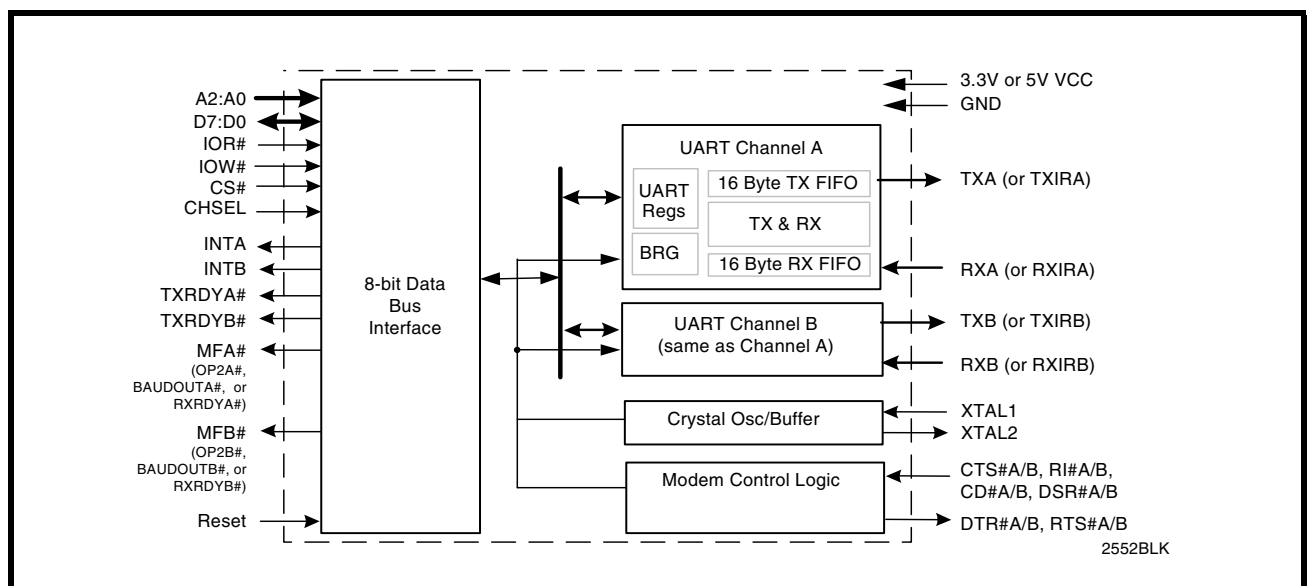 A2:A0
D7:D0
IOR#
IOW#
CS#
CHSEL
INTA
INTB
TXRDYA#
TXRDYB#
MFA#
(OP2A#,
BAUDOUTA#, or
RXRDYA#)
MFB#
(OP2B#,
BAUDOUTB#, or
RXRDYB#)
Reset
8-bit Data
Bus
Interface
UART Channel A
UART
Regs
BRG
16 Byte TX FIFO
TX & RX
16 Byte RX FIFO
UART Channel B
(same as Channel A)
Crystal Osc/Buffer
Modem Control Logic
3.3V or 5V VCC
GND
TXA (or TXIRA)
RXA (or RXIRA)
TXB (or TXIRB)
RXB (or RXIRB)
XTAL1
XTAL2
CTS#A/B, RI#A/B,
CD#A/B, DSR#A/B
DTR#A/B, RTS#A/B
2552BLK